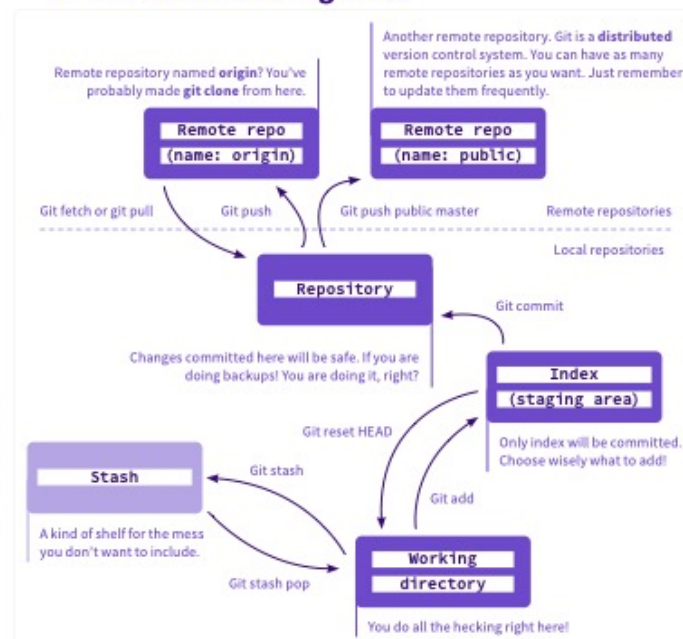 Another remote repository. Git is a distributed
version control system. You can have as many
remote repositories as you want. Just remember
to update them frequently.
Remote repository named origin? You've
probably made git clone from here.
Remote repo
(name: origin)
Remote repo
(name: public)
Git fetch or git pull
Git push
Git push public master
Remote repositories
Local repositories
Repository
Git commit
Changes committed here will be safe. If you are
doing backups! You are doing it, right?
Index
(staging area)
Git reset HEAD
Only index will be committed.
Choose wisely what to add!
Stash
Git stash
Git add
A kind of shelf for the mess
you don't want to include.
Git stash pop
Working
directory
You do all the hecking right here!